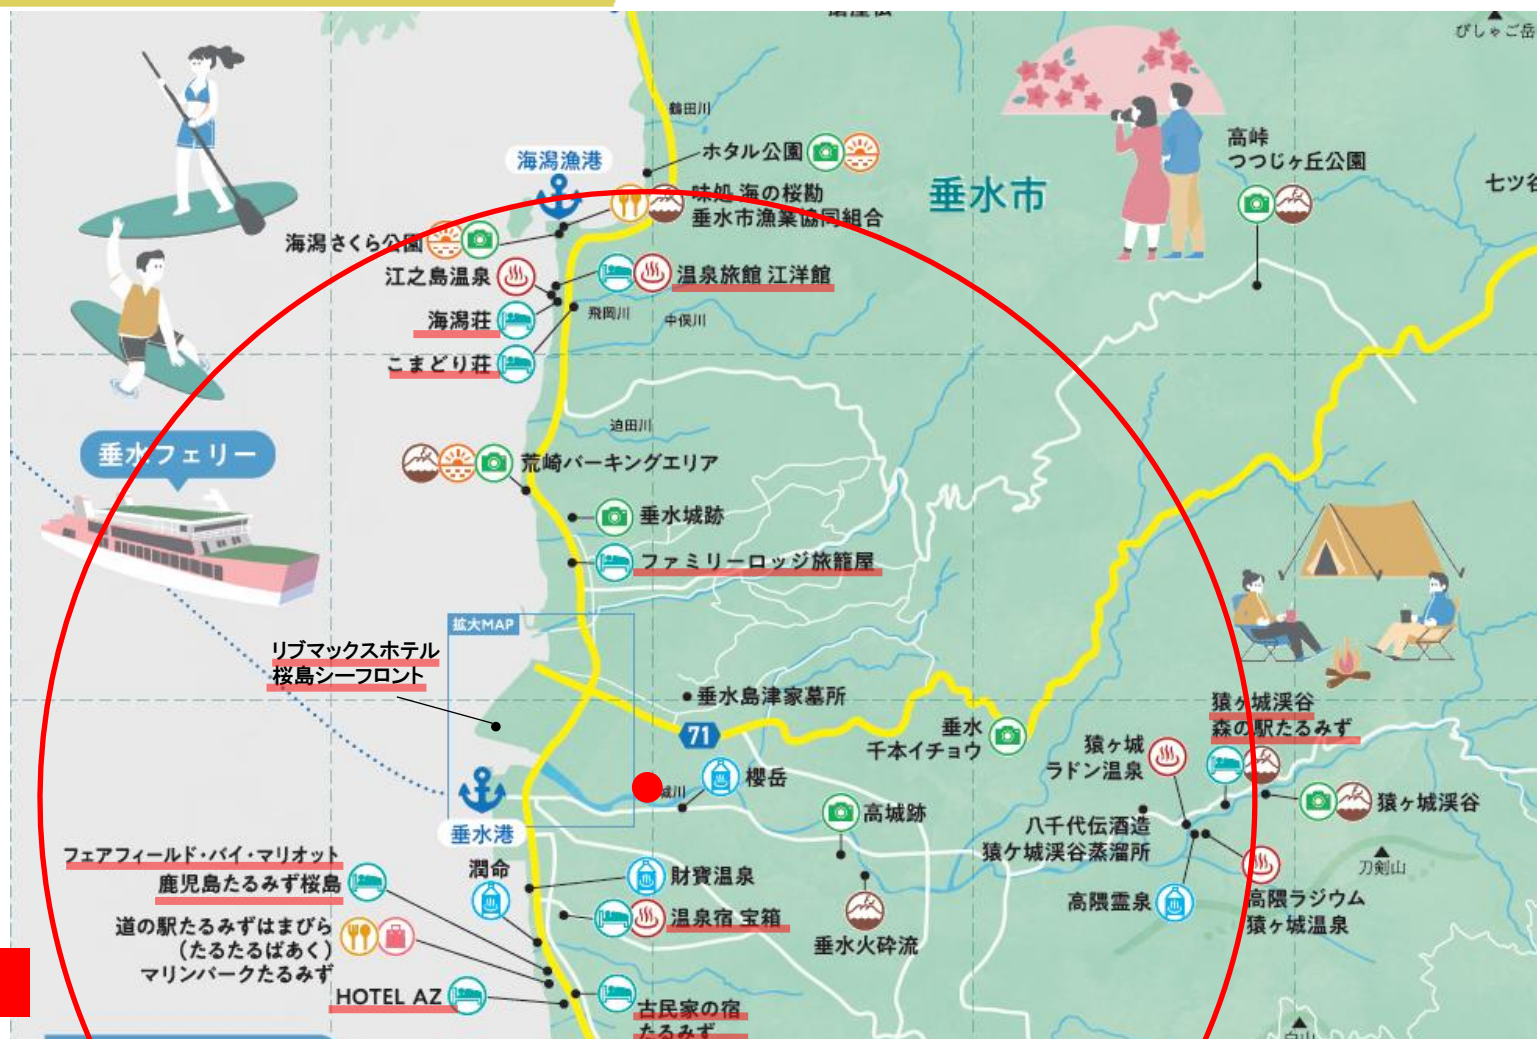 びしゃご岳
鶴田川
ホタル公園
高峠
つつじヶ丘公園
海潟漁港
垂水市
味処 海の桜勘
垂水市漁業協同組合
海潟さくら公園
江之島温泉
温泉旅館 江洋館
海潟荘
飛岡川
中俣川
こまどり荘
迫田川
垂水フェリー
荒崎パーキングエリア
垂水城跡
ファミリーロッジ旅籠屋
拡大MAP
リブマックスホテル
桜島シーフロント
垂水島津家墓所
71
垂水
千本イチョウ
猿ヶ城
ラドン温泉
猿ヶ城渓谷
森の駅たるみず
櫻岳
城川
高城跡
猿ヶ城渓谷
垂水港
八千代伝酒造
猿ケ城渓谷蒸溜所
刀剣山
フェアフィールド・バイ・マリオット
鹿児島たるみず桜島
潤命
財寶温泉
高隈霊泉
高隈ラジウム
猿ヶ城温泉
道の駅たるみずはまびら
(たるたるぱあく)
マリンパークたるみず
温泉宿 宝箱
垂水火砕流
HOTEL AZ
古民家の宿
たるみず